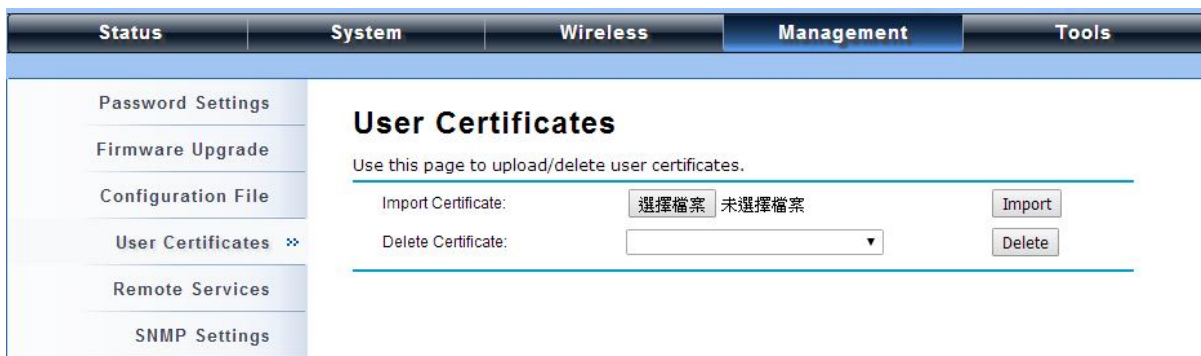 Status System Wireless Management Tools
Password Settings
Firmware Upgrade
Configuration File
User Certificates »
Remote Services
SNMP Settings
User Certificates
Use this page to upload/delete user certificates.
Import Certificate: 選擇檔案 未選擇檔案 Import
Delete Certificate: Delete